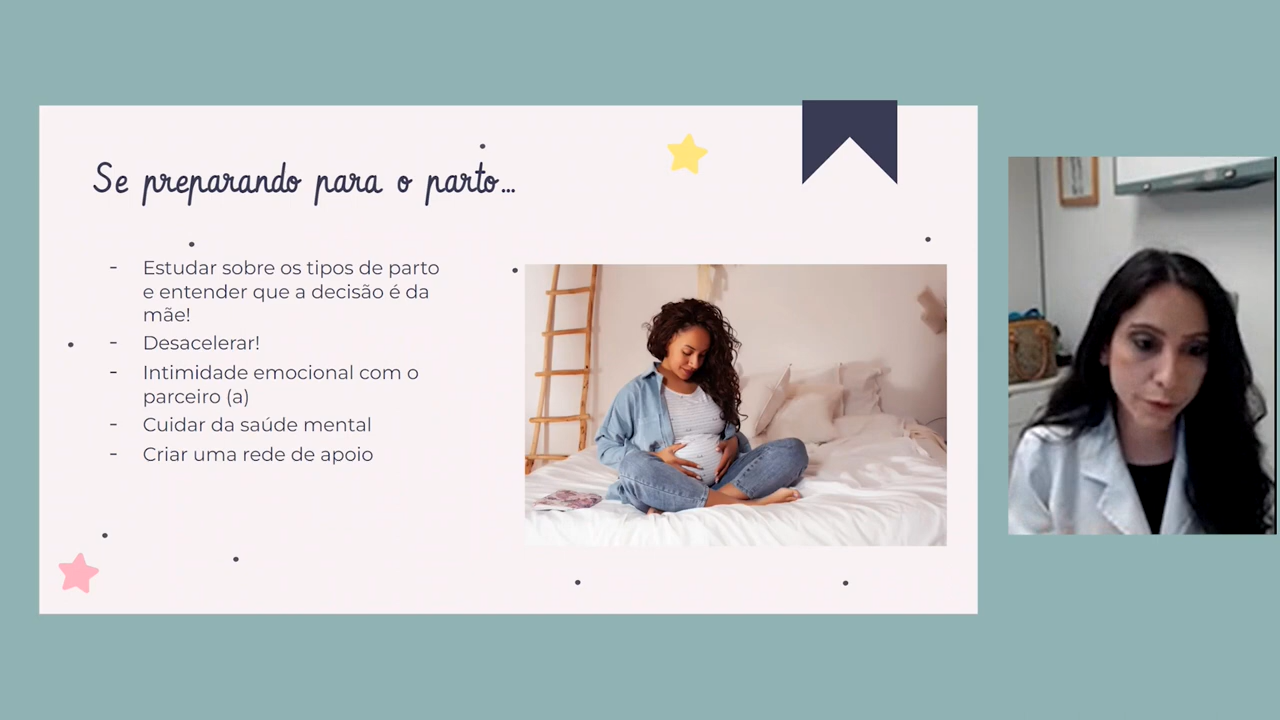 Se preparando para o parto...
- Estudar sobre os tipos de parto
e entender que a decisão é da
mãe!
- Desacelerar!
- Intimidade emocional com o
parceiro (a)
- Cuidar da saúde mental
- Criar uma rede de apoio